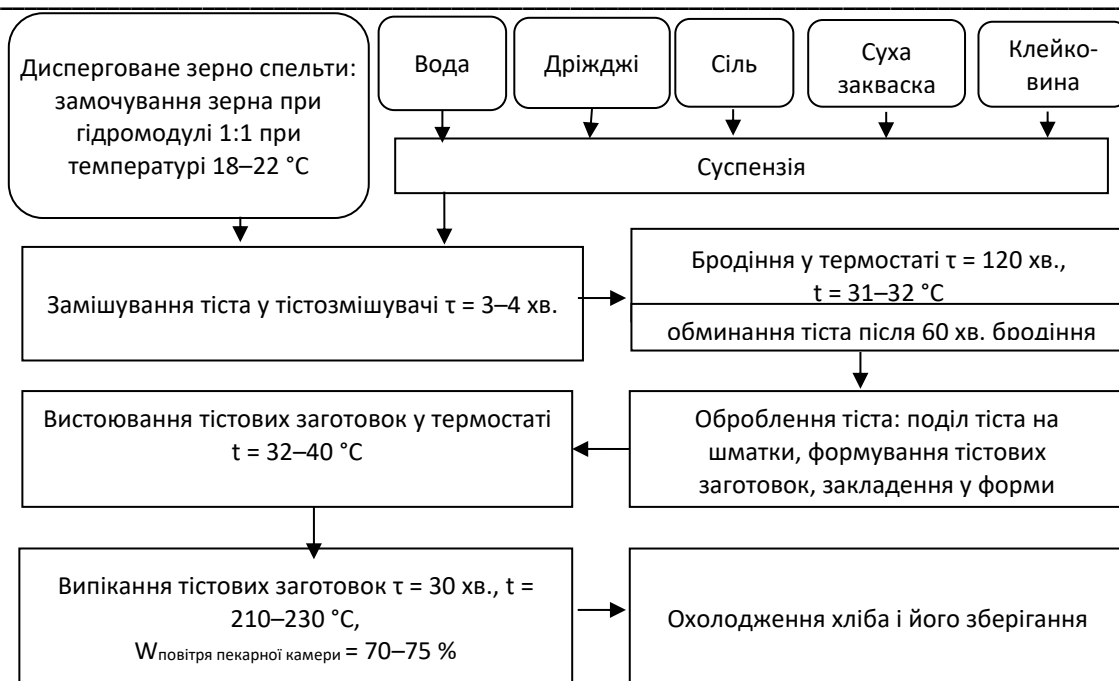 Диспергoване зерно спельти:
замочування зерна при
гідромодулі 1:1 при
температурі 18–22 °C
Вода
Дріжджі
Сіль
Суха
закваска
Клейко-
вина
Суспензія
Замішування тіста у тістозмішувачі τ = 3–4 хв.
Бродіння у термостаті τ = 120 хв.,
t = 31–32 °C
обминання тіста після 60 хв. бродіння
Вистоювання тістових заготовок у термостаті
t = 32–40 °C
Оброблення тіста: поділ тіста на
шматки, формування тістових
заготовок, закладення у форми
Випікання тістових заготовок τ = 30 хв., t =
210–230 °C,
Wповітря пекарної камери = 70–75 %
Охолодження хліба і його зберігання